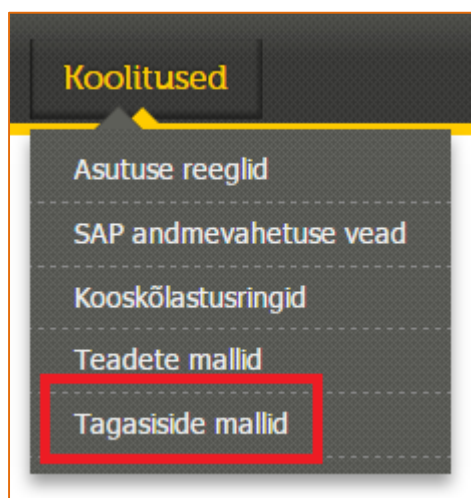 Koolitused
Asutuse reeglid
SAP andmevahetuse vead
Kooskõlastusringid
Teadete mallid
Tagasiside mallid